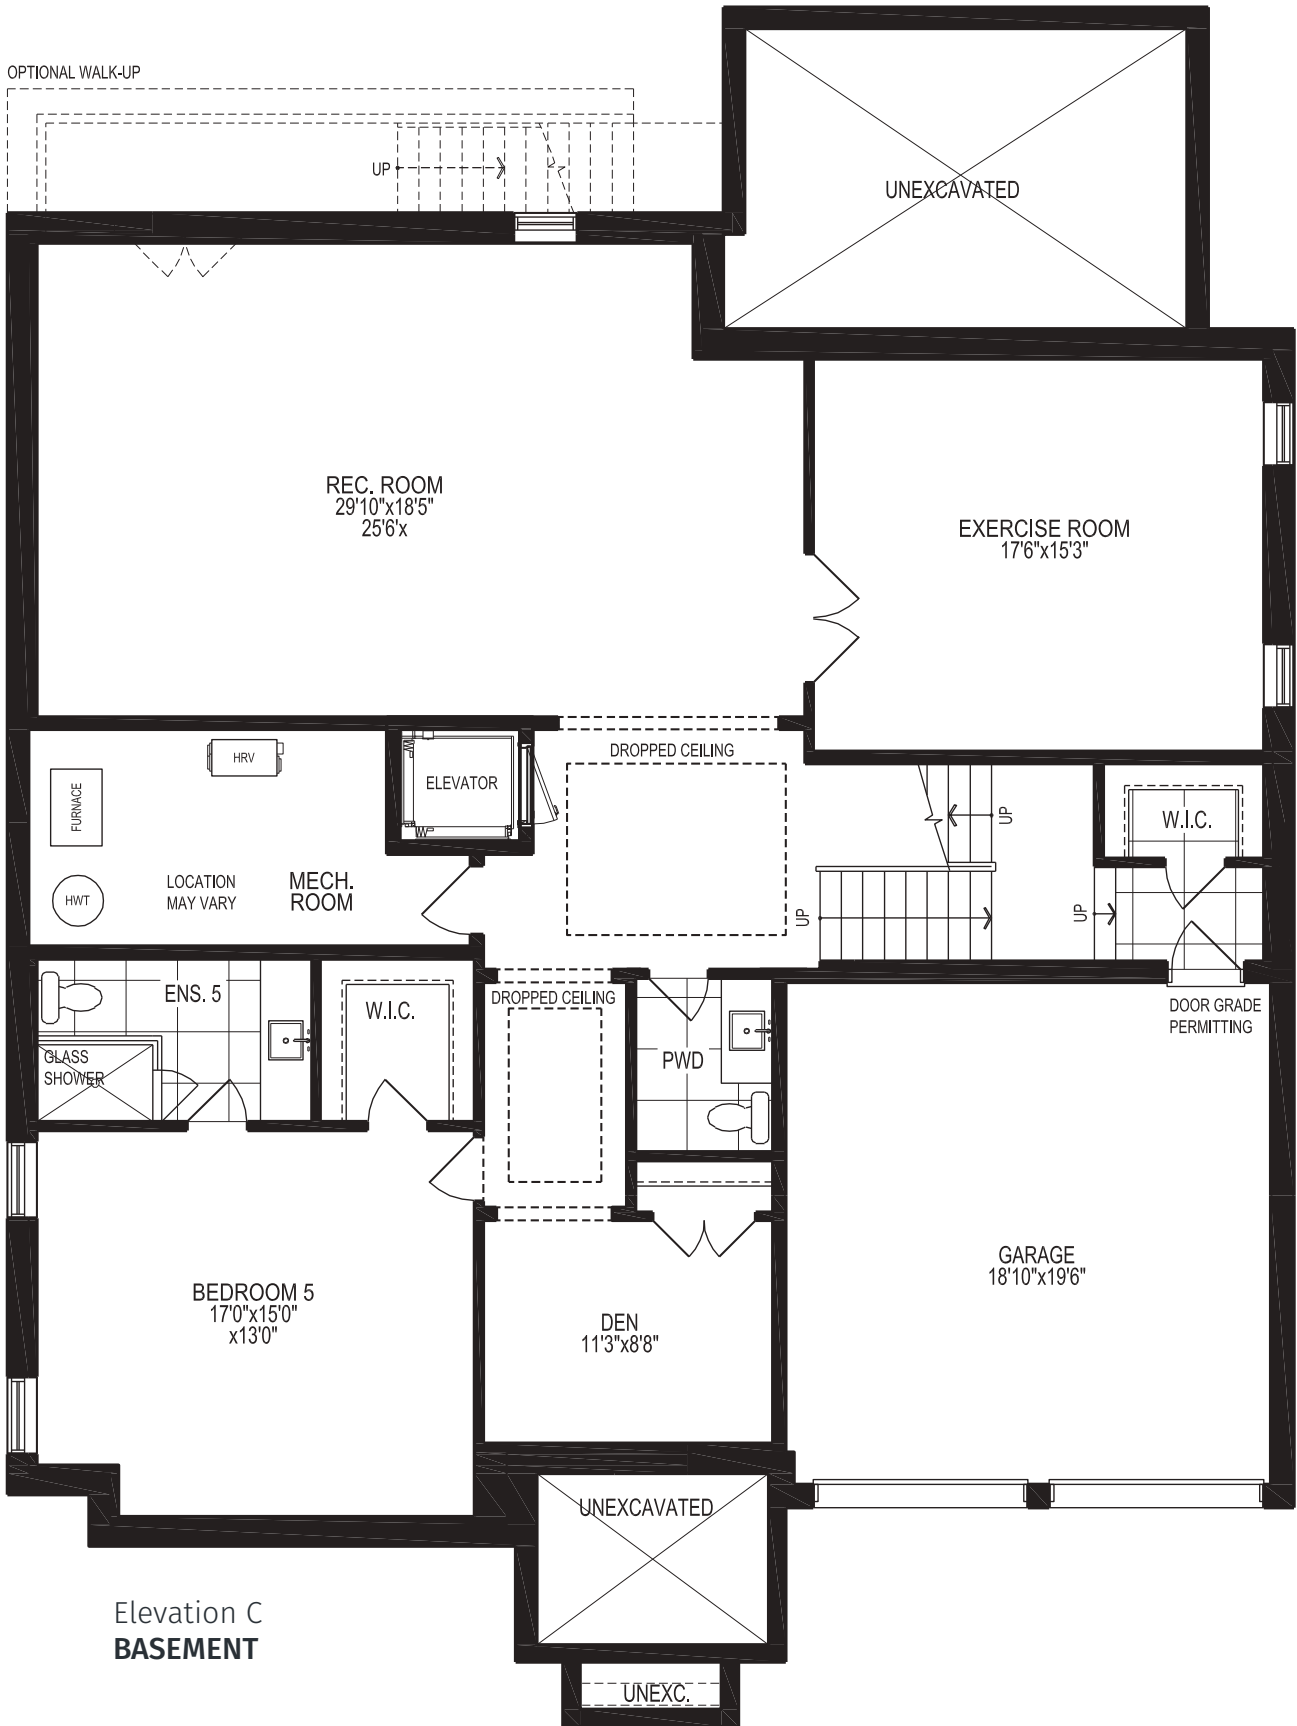 OPTIONAL WALK-UP
UP
UNEXCAVATED
REC. ROOM
29'10"x18'5"
25'6'x
EXERCISE ROOM
17'6"x15'3"
HRV
FURNACE
ELEVATOR
DROPPED CEILING
UP
W.I.C.
HWT
LOCATION
MAY VARY
MECH.
ROOM
UP
UP
ENS. 5
W.I.C.
DROPPED CEILING
DOOR GRADE
PERMITTING
GLASS
SHOWER
PWD
GARAGE
18'10"x19'6"
BEDROOM 5
17'0"x15'0"
x13'0"
DEN
11'3"x8'8"
UNEXCAVATED
Elevation C
BASEMENT
UNEXC.